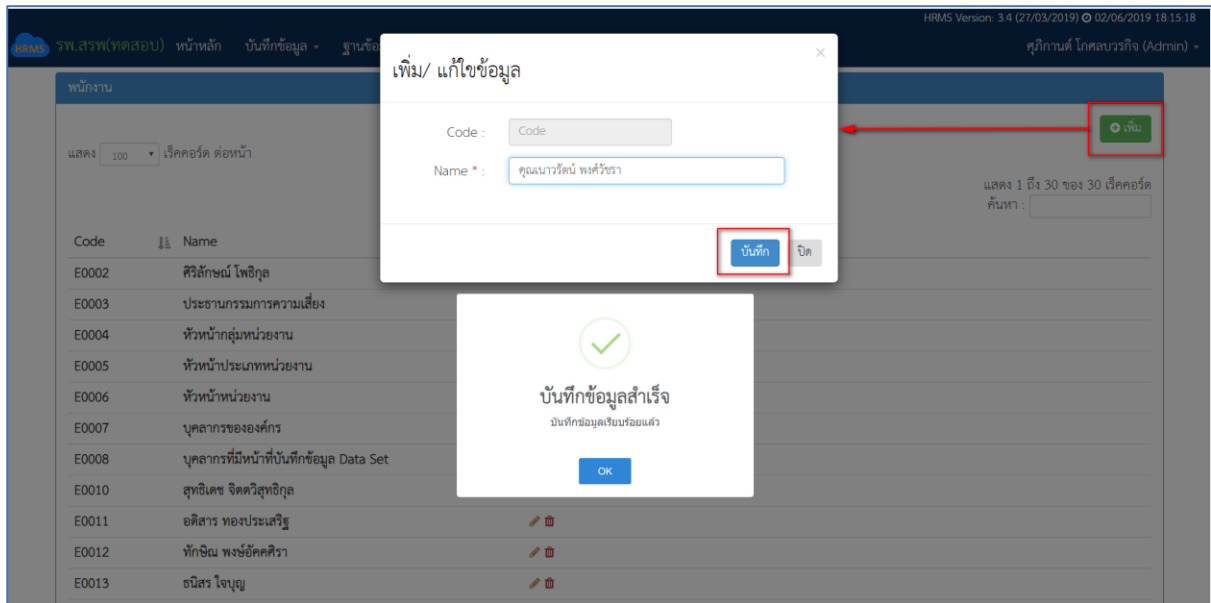 HRMS Version: 3.4 (27/03/2019) 02/06/2019 18:15:18
HRMS รพ.สรพ(ทดสอบ) หน้าหลัก บันทึกข้อมูล ฐานข้อ ศุภิกานต์ โกศลบวรกิจ (Admin)
พนักงาน
เพิ่ม/ แก้ไขข้อมูล
×
Code : Code
เพิ่ม
แสดง 100 เร็คคอร์ด ต่อหน้า
Name * : คุณเนาวรัตน์ พงศ์วัชรา
แสดง 1 ถึง 30 ของ 30 เร็คคอร์ด
ค้นหา :
บันทึก ปิด
Code Name
E0002 ศิริลักษณ์ โพธิกุล
E0003 ประธานกรรมการความเสี่ยง
E0004 หัวหน้ากลุ่มหน่วยงาน
E0005 หัวหน้าประเภทหน่วยงาน
E0006 หัวหน้าหน่วยงาน
บันทึกข้อมูลสำเร็จ
บันทึกข้อมูลเรียบร้อยแล้ว
E0007 บุคลากรขององค์กร
E0008 บุคลากรที่มีหน้าที่บันทึกข้อมูล Data Set
OK
E0010 สุทธิเดช จิตตวิสุทธิกุล
E0011 อดิสาร ทองประเสริฐ
E0012 ทักษิณ พงษ์อัคคศิรา
E0013 ธนิสร ใจบุญ